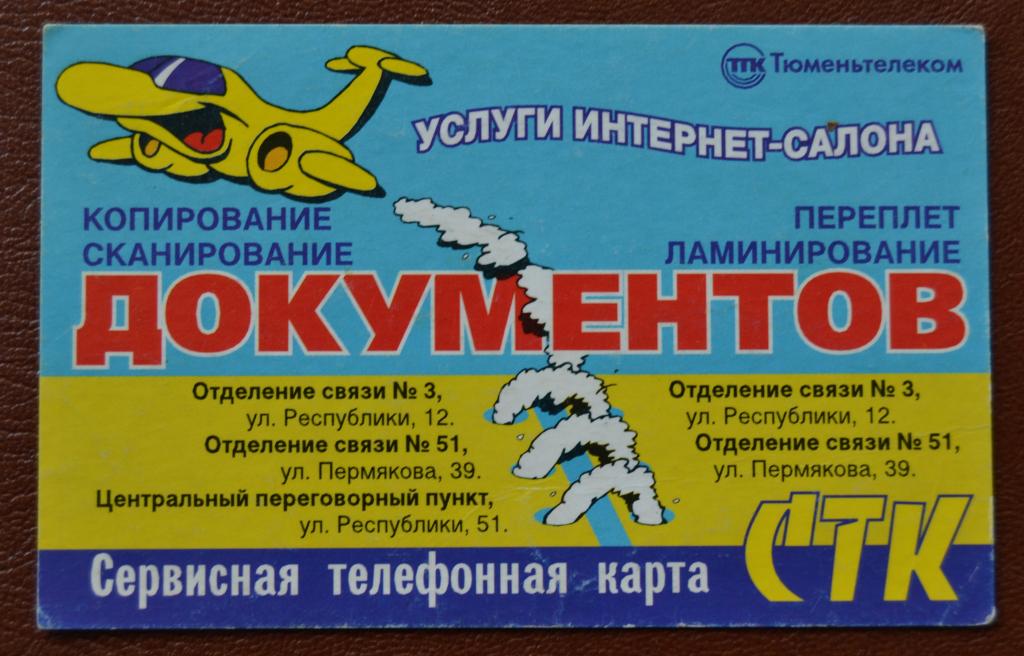 ТТК Тюменьтелеком
УСЛУГИ ИНТЕРНЕТ-САЛОНА
КОПИРОВАНИЕ
СКАНИРОВАНИЕ
ПЕРЕПЛЕТ
ЛАМИНИРОВАНИЕ
ДОКУМЕНТОВ
Отделение связи № 3,
ул. Республики, 12.
Отделение связи № 51,
ул. Пермякова, 39.
Центральный переговорный пункт,
ул. Республики, 51.
Отделение связи № 3,
ул. Республики, 12.
Отделение связи № 51,
ул. Пермякова, 39.
Сервисная телефонная карта
СТК